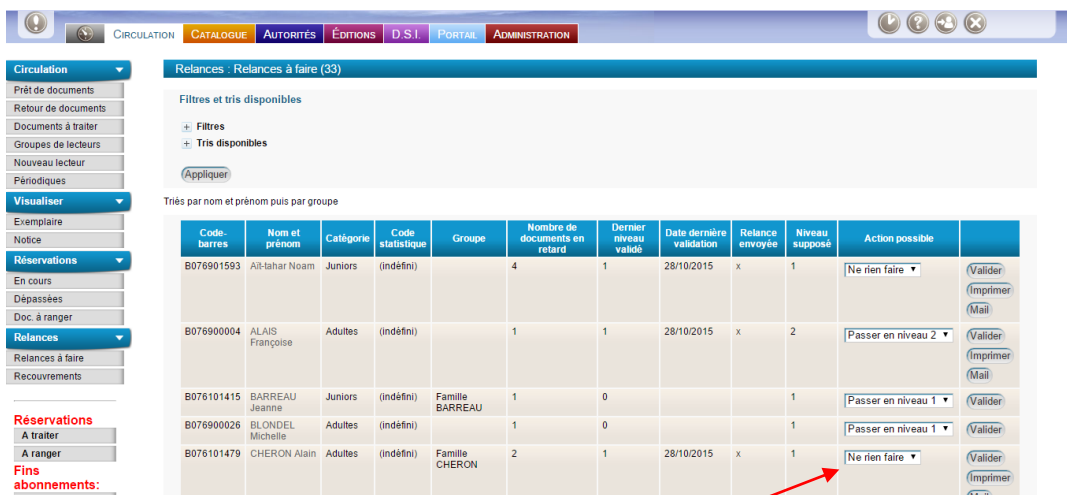 CIRCULATION CATALOGUE AUTORITÉS ÉDITIONS D.S.I. PORTAIL ADMINISTRATION
Circulation
Prêt de documents
Retour de documents
Documents à traiter
Groupes de lecteurs
Nouveau lecteur
Périodiques
Visualiser
Exemplaire
Notice
Réservations
En cours
Dépassées
Doc. à ranger
Relances
Relances à faire
Recouvrements
Réservations
A traiter
A ranger
Fins
abonnements:
Relances : Relances à faire (33)
Filtres et tris disponibles
+ Filtres
+ Tris disponibles
Appliquer
Triés par nom et prénom puis par groupe
Code-barres Nom et prénom Catégorie Code statistique Groupe Nombre de documents en retard Dernier niveau validé Date dernière validation Relance envoyée Niveau supposé Action possible
B076901593 Aït-tahar Noam Juniors (indéfini) 4 1 28/10/2015 x 1 Ne rien faire Valider
Imprimer
Mail
B076900004 ALAIS Françoise Adultes (indéfini) 1 1 28/10/2015 x 2 Passer en niveau 2 Valider
Imprimer
Mail
B076101415 BARREAU Jeanne Juniors (indéfini) Famille BARREAU 1 0 1 Passer en niveau 1 Valider
B076900026 BLONDEL Michelle Adultes (indéfini) 1 0 1 Passer en niveau 1 Valider
B076101479 CHERON Alain Adultes (indéfini) Famille CHERON 2 1 28/10/2015 x 1 Ne rien faire Valider
Imprimer
Mail